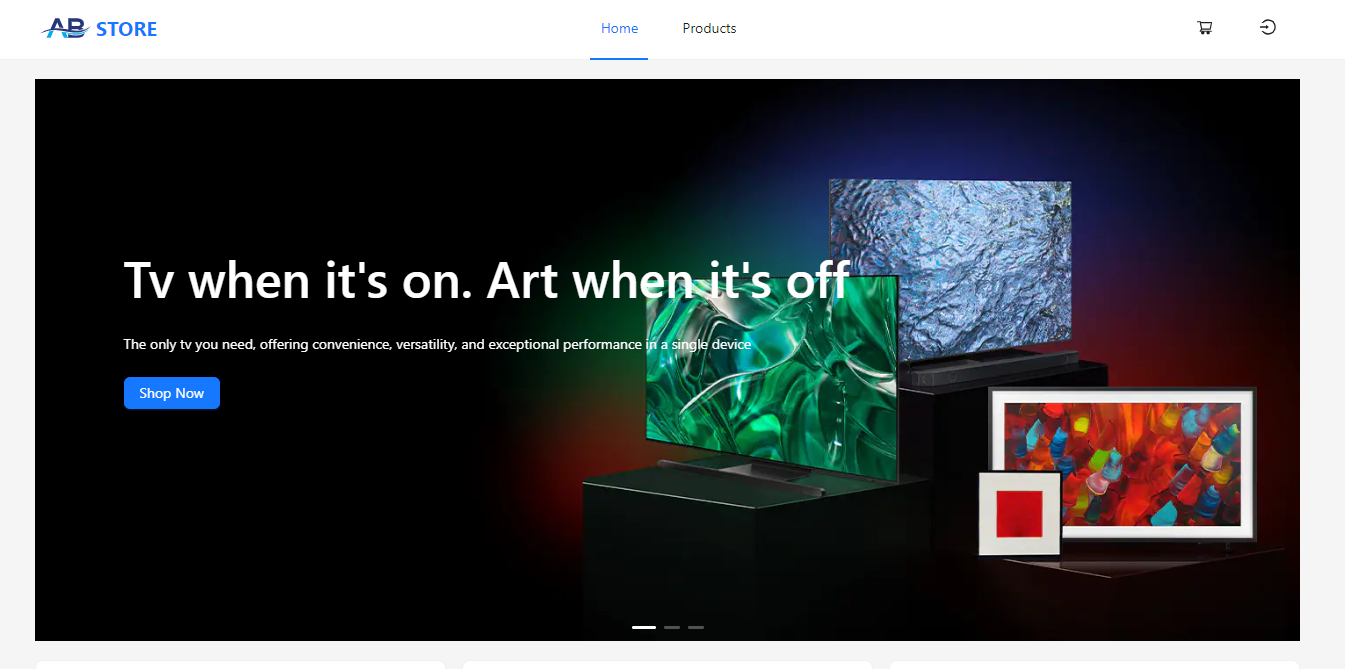 AB STORE
Home
Products
Tv when it's on. Art when it's off
The only tv you need, offering convenience, versatility, and exceptional performance in a single device
Shop Now